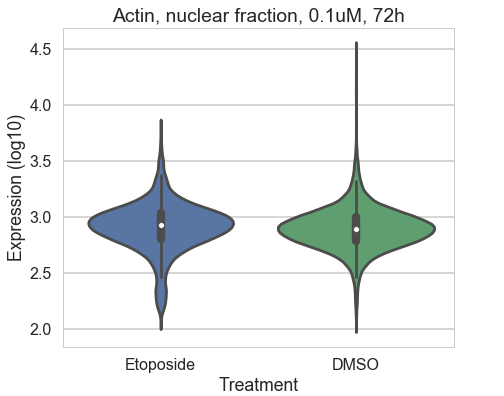 Actin, nuclear fraction, 0.1uM, 72h
4.5
4.0
3.5
3.0
2.5
2.0
Expression (log10)
Etoposide DMSO
Treatment